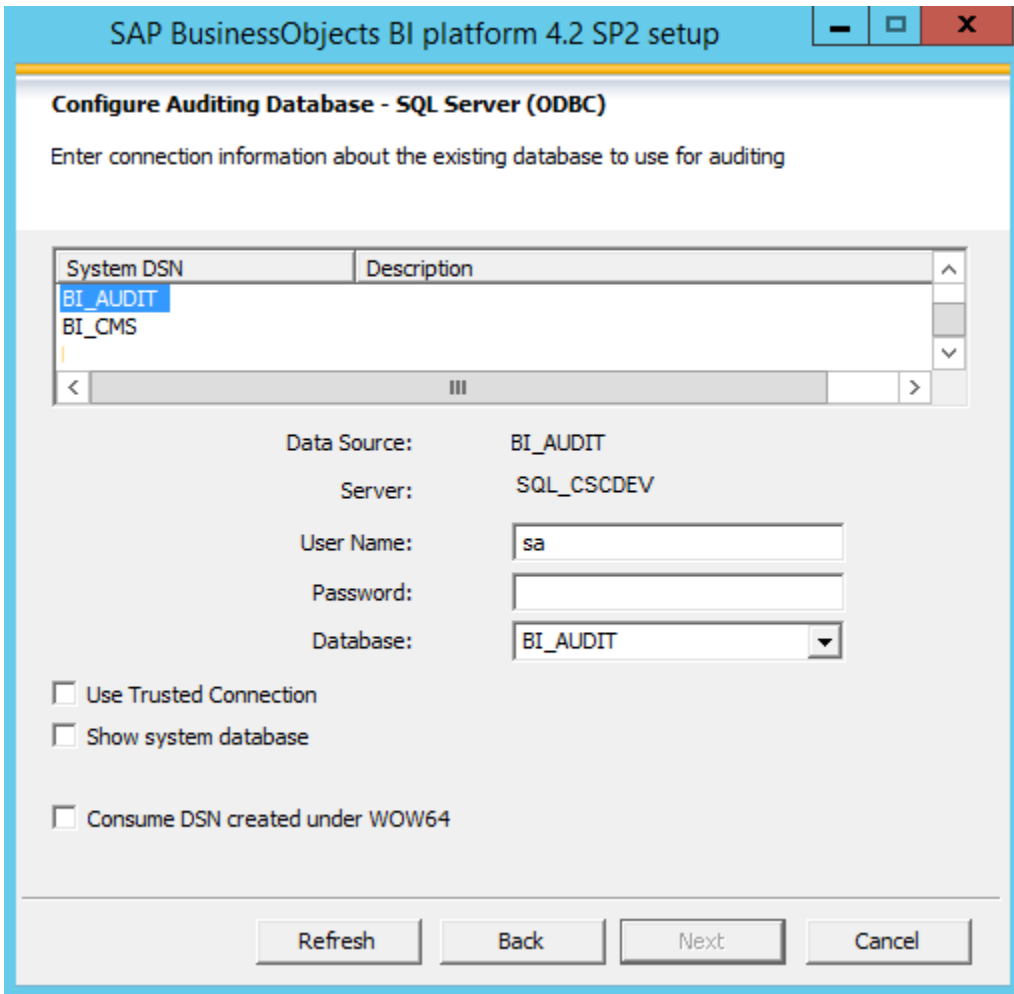 SAP BusinessObjects BI platform 4.2 SP2 setup
Configure Auditing Database - SQL Server (ODBC)
Enter connection information about the existing database to use for auditing
System DSN Description
BI_AUDIT
BI_CMS
Data Source: BI_AUDIT
Server: SQL_CSCDEV
User Name: sa
Password:
Database: BI_AUDIT
Use Trusted Connection
Show system database
Consume DSN created under WOW64
Refresh Back Next Cancel